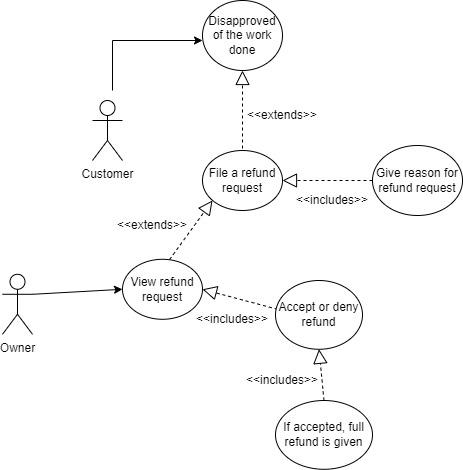 Disapproved
of the work
done
<<extends>>
Customer
File a refund
request
Give reason for
refund request
<<includes>>
<<extends>>
View refund
request
Owner
Accept or deny
refund
<<includes>>
<<includes>>
If accepted, full
refund is given